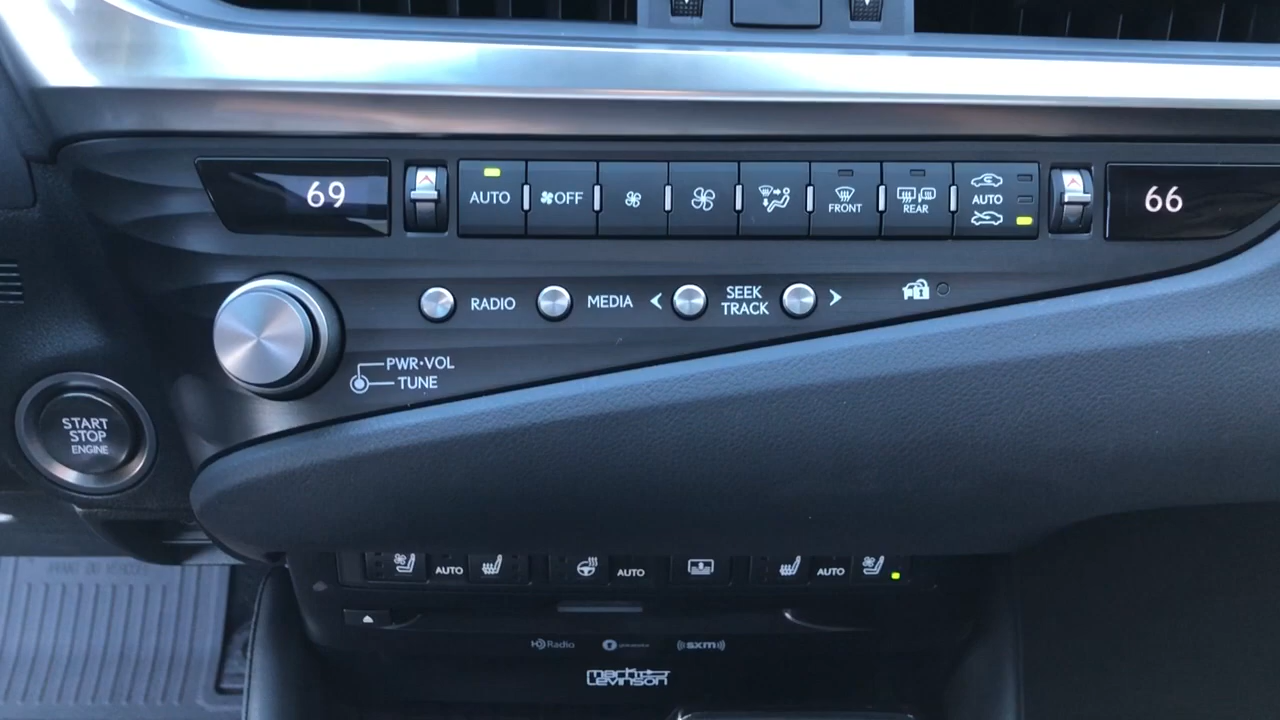 69
AUTO
OFF
FRONT
REAR
AUTO
66
RADIO
MEDIA
SEEK
TRACK
PWR•VOL
TUNE
START
STOP
ENGINE
AUTO
AUTO
AUTO
HD Radio
((sxm))
Mark
Levinson